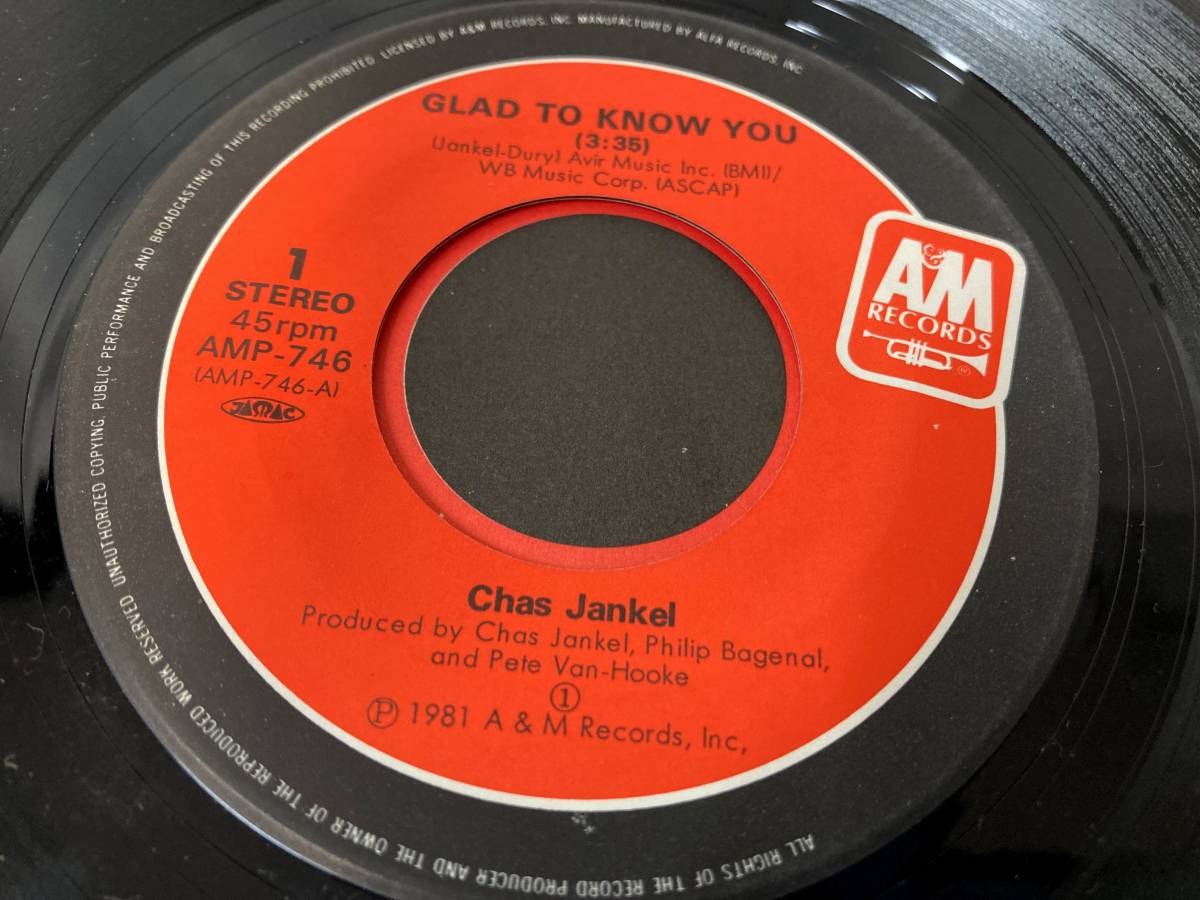 GLAD TO KNOW YOU
(3:35)
(Jankel-Dury) Avir Music Inc. (BMI)/
WB Music Corp. (ASCAP)
1
STEREO
45rpm
AMP-746
(AMP-746-A)
JASRAC
A&M
RECORDS
Chas Jankel
Produced by Chas Jankel, Philip Bagenal,
and Pete Van-Hooke
①
Ⓟ 1981 A & M Records, Inc,
ALL RIGHTS OF THE RECORD PRODUCER AND THE OWNER OF THE REPRODUCED WORK RESERVED. UNAUTHORIZED COPYING, PUBLIC PERFORMANCE AND BROADCASTING OF THIS RECORDING PROHIBITED. LICENSED BY A&M RECORDS, INC. MANUFACTURED BY ALFA RECORDS, INC